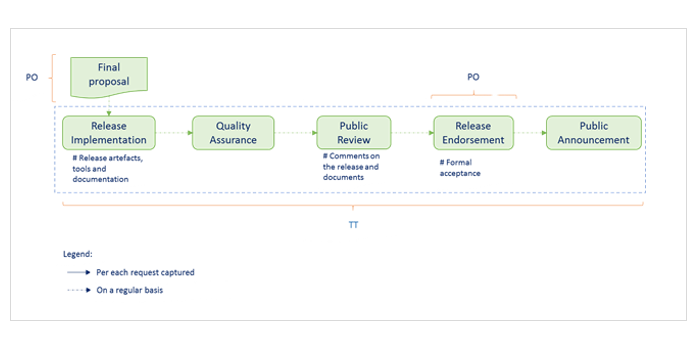 Final
proposal
PO
PO
Release
Implementation
Quality
Assurance
Public
Review
Release
Endorsement
Public
Announcement
# Release artefacts,
tools and
documentation
# Comments on
the release and
documents
# Formal
acceptance
TT
Legend:
Per each request captured
On a regular basis